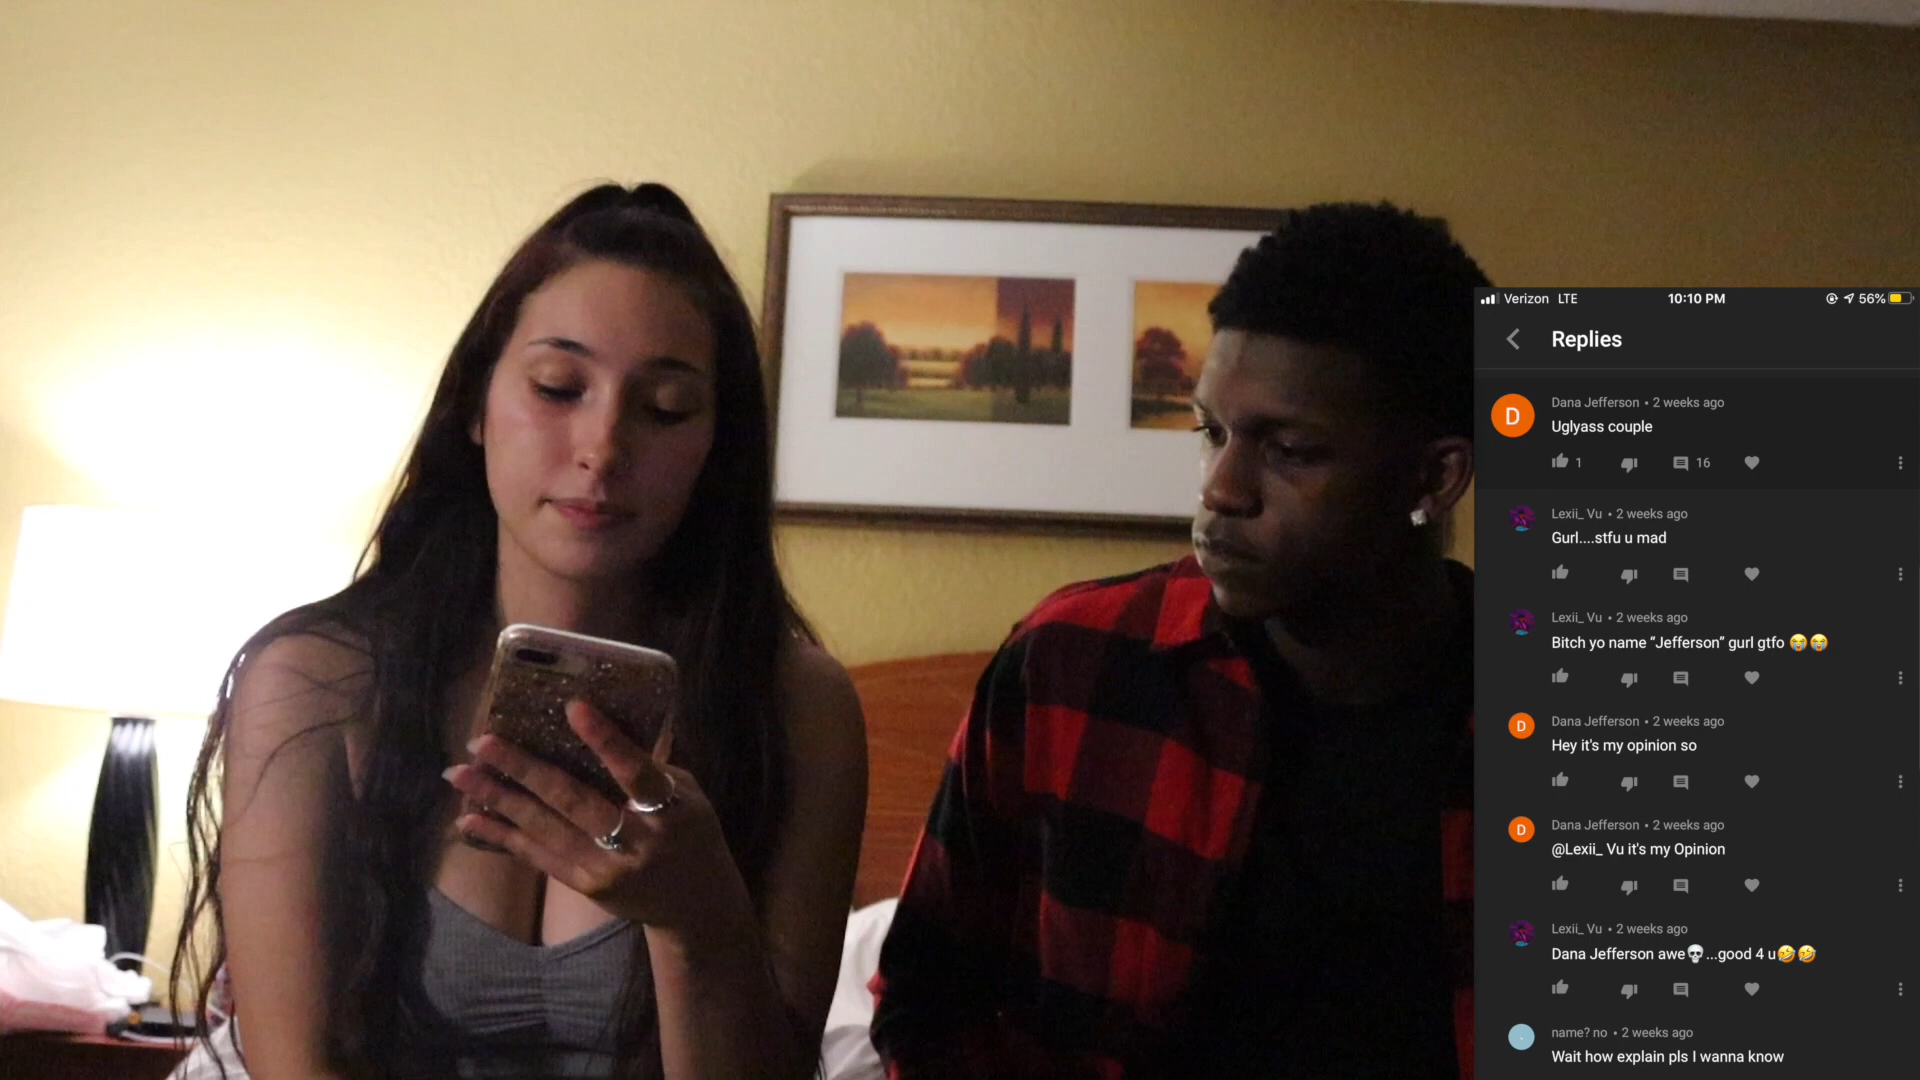 Verizon LTE 10:10 PM 56%
Replies
D
Dana Jefferson • 2 weeks ago
Uglyass couple
1 16
Lexii_ Vu • 2 weeks ago
Gurl....stfu u mad
Lexii_ Vu • 2 weeks ago
Bitch yo name “Jefferson” gurl gtfo 😭😭
D
Dana Jefferson • 2 weeks ago
Hey it's my opinion so
D
Dana Jefferson • 2 weeks ago
@Lexii_ Vu it's my Opinion
Lexii_ Vu • 2 weeks ago
Dana Jefferson awe💀...good 4 u🤣🤣
name? no • 2 weeks ago
Wait how explain pls I wanna know